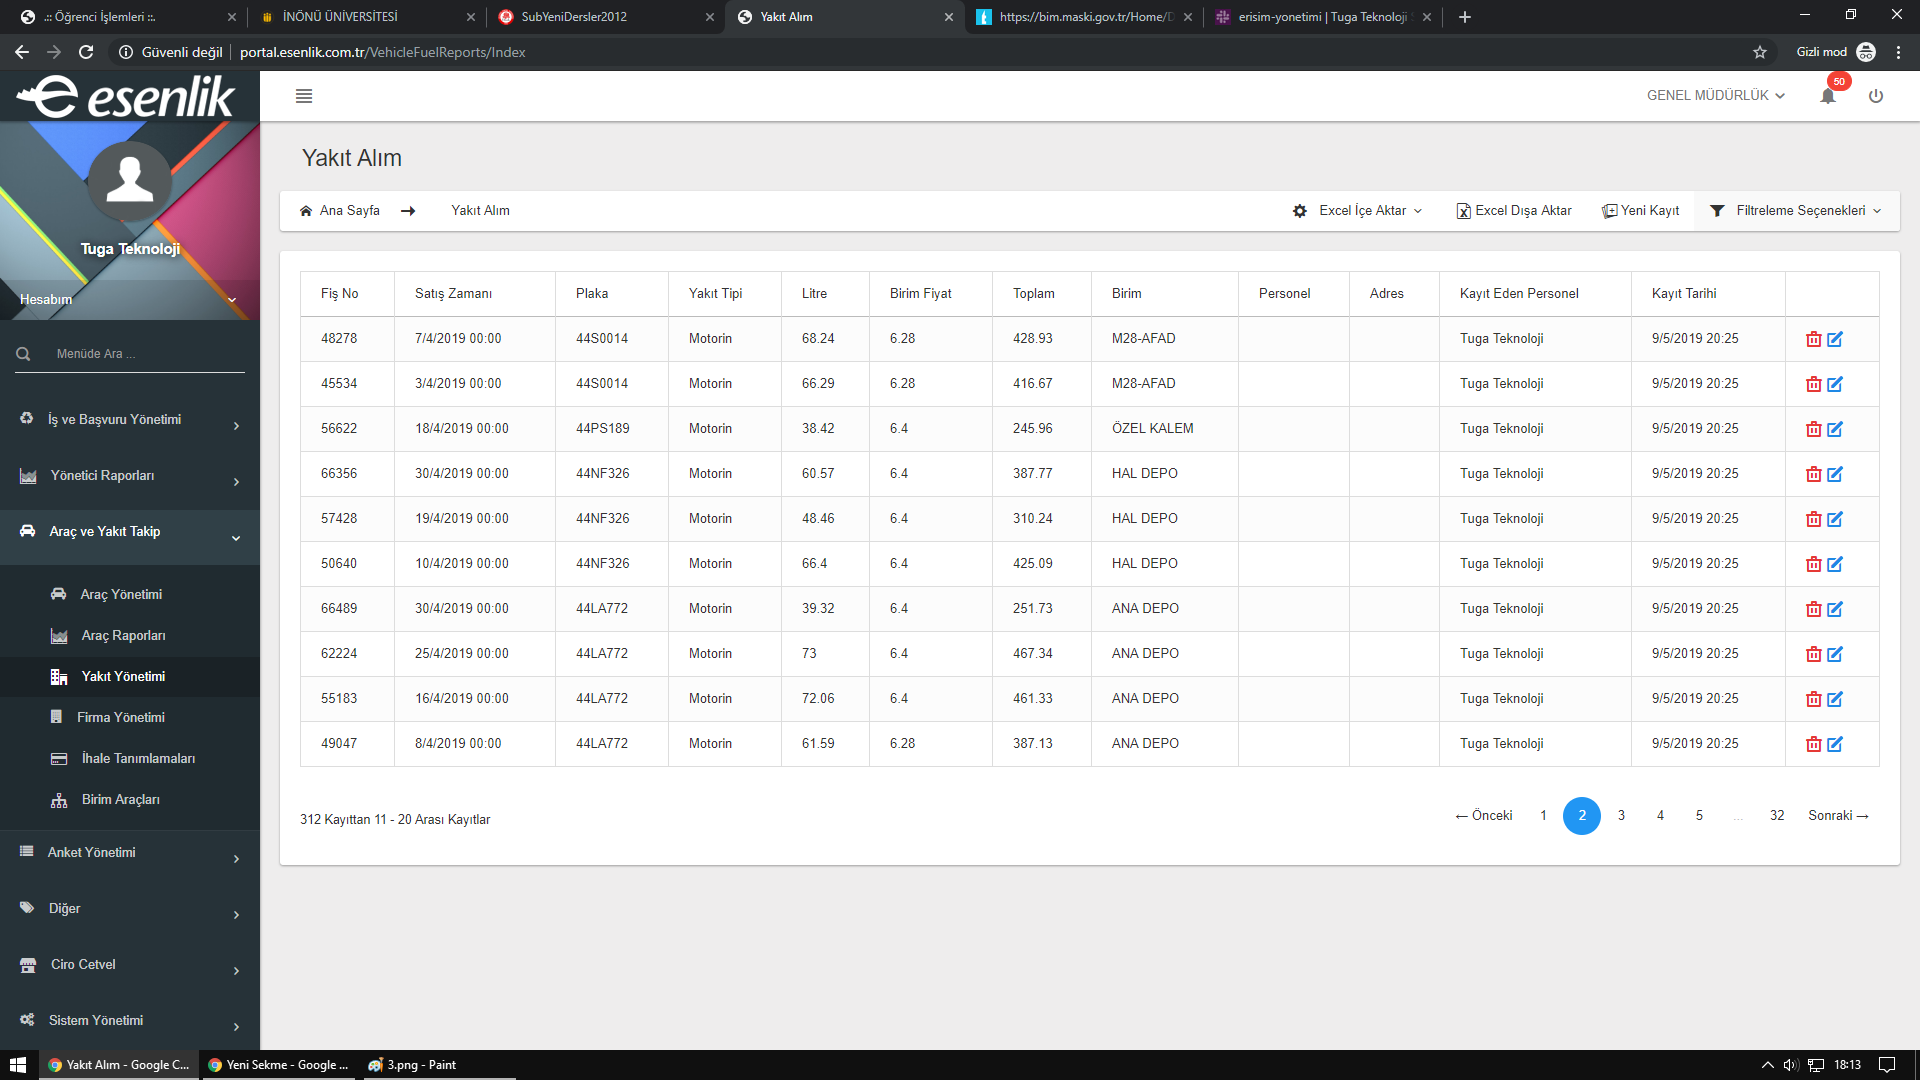 .:: Öğrenci İşlemleri ::.
İNÖNÜ ÜNİVERSİTESİ
SubYeniDersler2012
Yakıt Alım
https://bim.maski.gov.tr/Home/D
erisim-yonetimi | Tuga Teknoloji
Güvenli değil
portal.esenlik.com.tr/VehicleFuelReports/Index
Gizli mod
esenlik
GENEL MÜDÜRLÜK
50
Tuga Teknoloji
Hesabım
Menüde Ara ...
İş ve Başvuru Yönetimi
Yönetici Raporları
Araç ve Yakıt Takip
Araç Yönetimi
Araç Raporları
Yakıt Yönetimi
Firma Yönetimi
İhale Tanımlamaları
Birim Araçları
Anket Yönetimi
Diğer
Ciro Cetvel
Sistem Yönetimi
Yakıt Alım
Ana Sayfa → Yakıt Alım
Excel İçe Aktar
Excel Dışa Aktar
Yeni Kayıt
Filtreleme Seçenekleri
Fiş No Satış Zamanı Plaka Yakıt Tipi Litre Birim Fiyat Toplam Birim Personel Adres Kayıt Eden Personel Kayıt Tarihi
48278 7/4/2019 00:00 44S0014 Motorin 68.24 6.28 428.93 M28-AFAD Tuga Teknoloji 9/5/2019 20:25
45534 3/4/2019 00:00 44S0014 Motorin 66.29 6.28 416.67 M28-AFAD Tuga Teknoloji 9/5/2019 20:25
56622 18/4/2019 00:00 44PS189 Motorin 38.42 6.4 245.96 ÖZEL KALEM Tuga Teknoloji 9/5/2019 20:25
66356 30/4/2019 00:00 44NF326 Motorin 60.57 6.4 387.77 HAL DEPO Tuga Teknoloji 9/5/2019 20:25
57428 19/4/2019 00:00 44NF326 Motorin 48.46 6.4 310.24 HAL DEPO Tuga Teknoloji 9/5/2019 20:25
50640 10/4/2019 00:00 44NF326 Motorin 66.4 6.4 425.09 HAL DEPO Tuga Teknoloji 9/5/2019 20:25
66489 30/4/2019 00:00 44LA772 Motorin 39.32 6.4 251.73 ANA DEPO Tuga Teknoloji 9/5/2019 20:25
62224 25/4/2019 00:00 44LA772 Motorin 73 6.4 467.34 ANA DEPO Tuga Teknoloji 9/5/2019 20:25
55183 16/4/2019 00:00 44LA772 Motorin 72.06 6.4 461.33 ANA DEPO Tuga Teknoloji 9/5/2019 20:25
49047 8/4/2019 00:00 44LA772 Motorin 61.59 6.28 387.13 ANA DEPO Tuga Teknoloji 9/5/2019 20:25
312 Kayıttan 11 - 20 Arası Kayıtlar
← Önceki 1 2 3 4 5 ... 32 Sonraki →
Yakıt Alım - Google C...
Yeni Sekme - Google ...
3.png - Paint
18:13